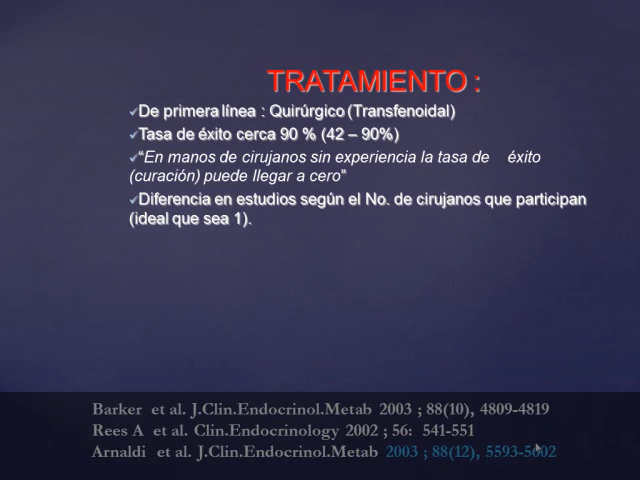 TRATAMIENTO :
✓De primera línea : Quirúrgico (Transfenoidal)
✓Tasa de éxito cerca 90 % (42 – 90%)
✓“En manos de cirujanos sin experiencia la tasa de éxito
(curación) puede llegar a cero”
✓Diferencia en estudios según el No. de cirujanos que participan
(ideal que sea 1).
Barker et al. J.Clin.Endocrinol.Metab 2003 ; 88(10), 4809-4819
Rees A et al. Clin.Endocrinology 2002 ; 56: 541-551
Arnaldi et al. J.Clin.Endocrinol.Metab 2003 ; 88(12), 5593-5602